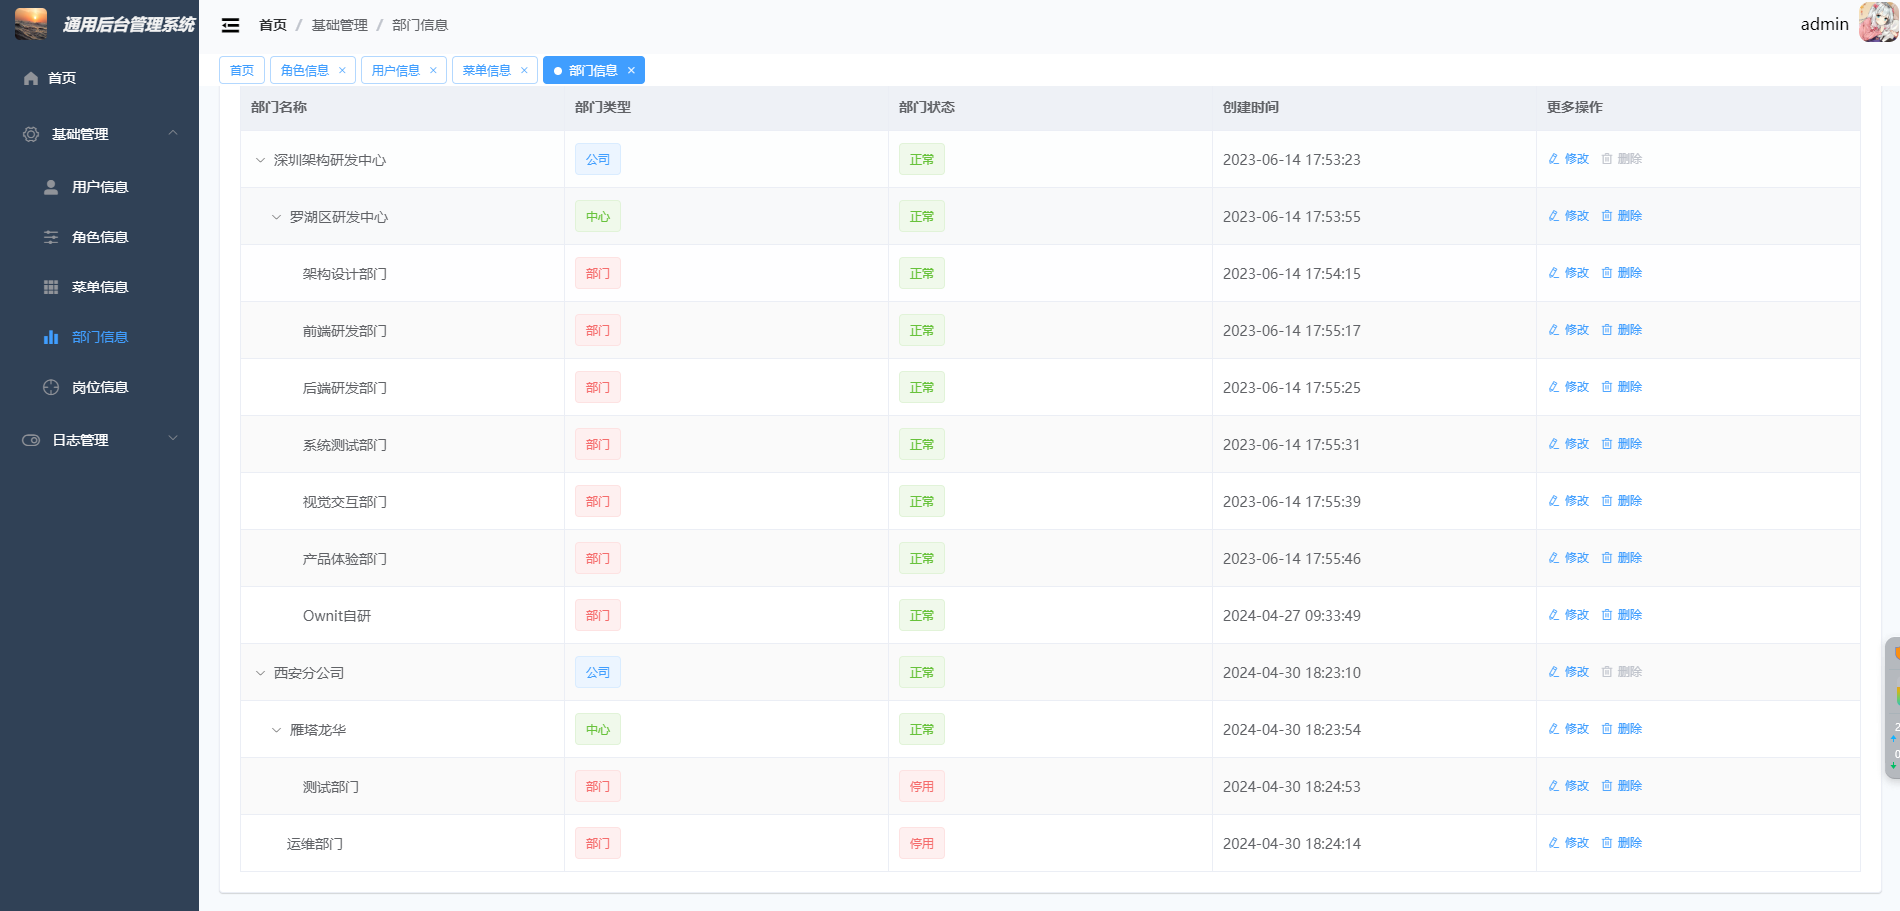 通用后台管理系统
首页 / 基础管理 / 部门信息
admin
首页
基础管理
用户信息
角色信息
菜单信息
部门信息
岗位信息
日志管理
首页 角色信息 × 用户信息 × 菜单信息 × 部门信息 ×
部门名称 部门类型 部门状态 创建时间 更多操作
深圳架构研发中心 公司 正常 2023-06-14 17:53:23 修改 删除
罗湖区研发中心 中心 正常 2023-06-14 17:53:55 修改 删除
架构设计部门 部门 正常 2023-06-14 17:54:15 修改 删除
前端研发部门 部门 正常 2023-06-14 17:55:17 修改 删除
后端研发部门 部门 正常 2023-06-14 17:55:25 修改 删除
系统测试部门 部门 正常 2023-06-14 17:55:31 修改 删除
视觉交互部门 部门 正常 2023-06-14 17:55:39 修改 删除
产品体验部门 部门 正常 2023-06-14 17:55:46 修改 删除
Ownit自研 部门 正常 2024-04-27 09:33:49 修改 删除
西安分公司 公司 正常 2024-04-30 18:23:10 修改 删除
雁塔龙华 中心 正常 2024-04-30 18:23:54 修改 删除
测试部门 部门 停用 2024-04-30 18:24:53 修改 删除
运维部门 部门 停用 2024-04-30 18:24:14 修改 删除